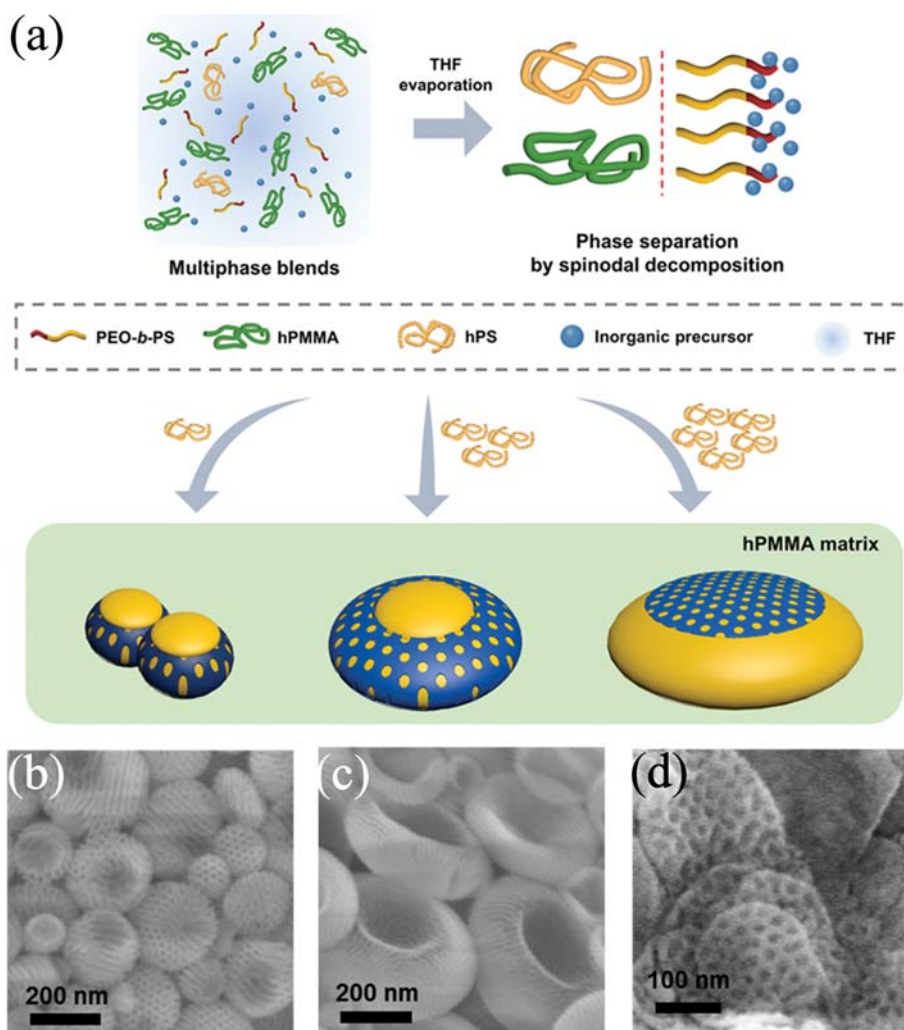 (a)
THF
evaporation
Multiphase blends
Phase separation
by spinodal decomposition
PEO-b-PS
hPMMA
hPS
Inorganic precursor
THF
hPMMA matrix
(b)
(c)
(d)
200 nm
200 nm
100 nm